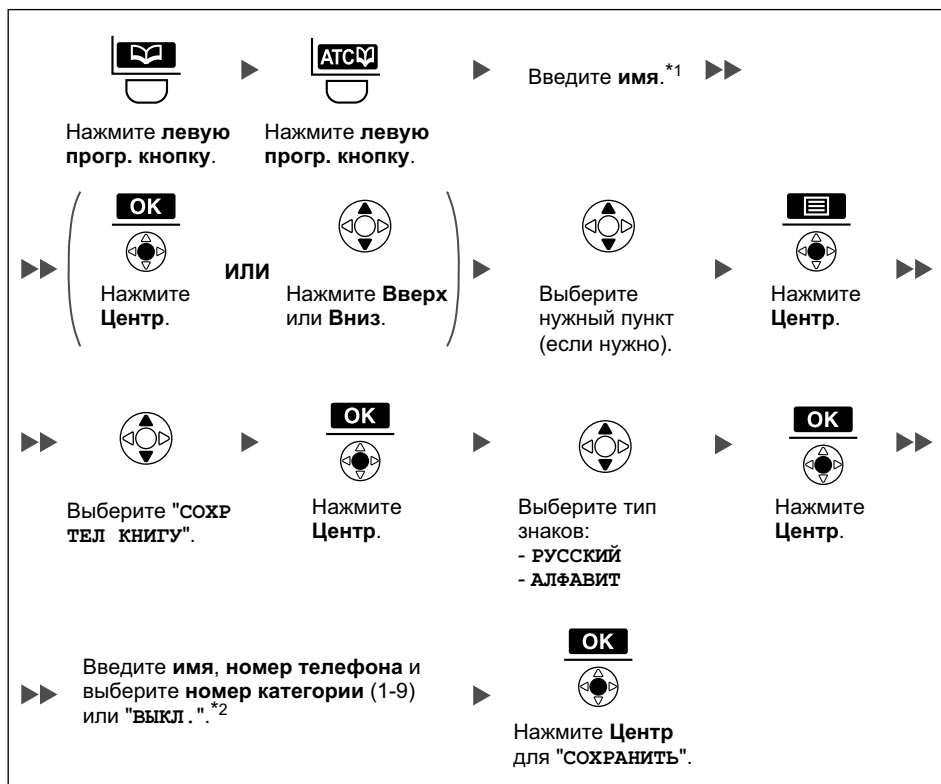 АТС
Введите имя.*1
Нажмите левую
прогр. кнопку.
Нажмите левую
прогр. кнопку.
OK
Нажмите
Центр.
ИЛИ
Нажмите Вверх
или Вниз.
Выберите
нужный пункт
(если нужно).
Нажмите
Центр.
Выберите "СОХР
ТЕЛ КНИГУ".
OK
Нажмите
Центр.
Выберите тип
знаков:
- РУССКИЙ
- АЛФАВИТ
OK
Нажмите
Центр.
Введите имя, номер телефона и
выберите номер категории (1-9)
или "ВЫКЛ.".*2
OK
Нажмите Центр
для "СОХРАНИТЬ".